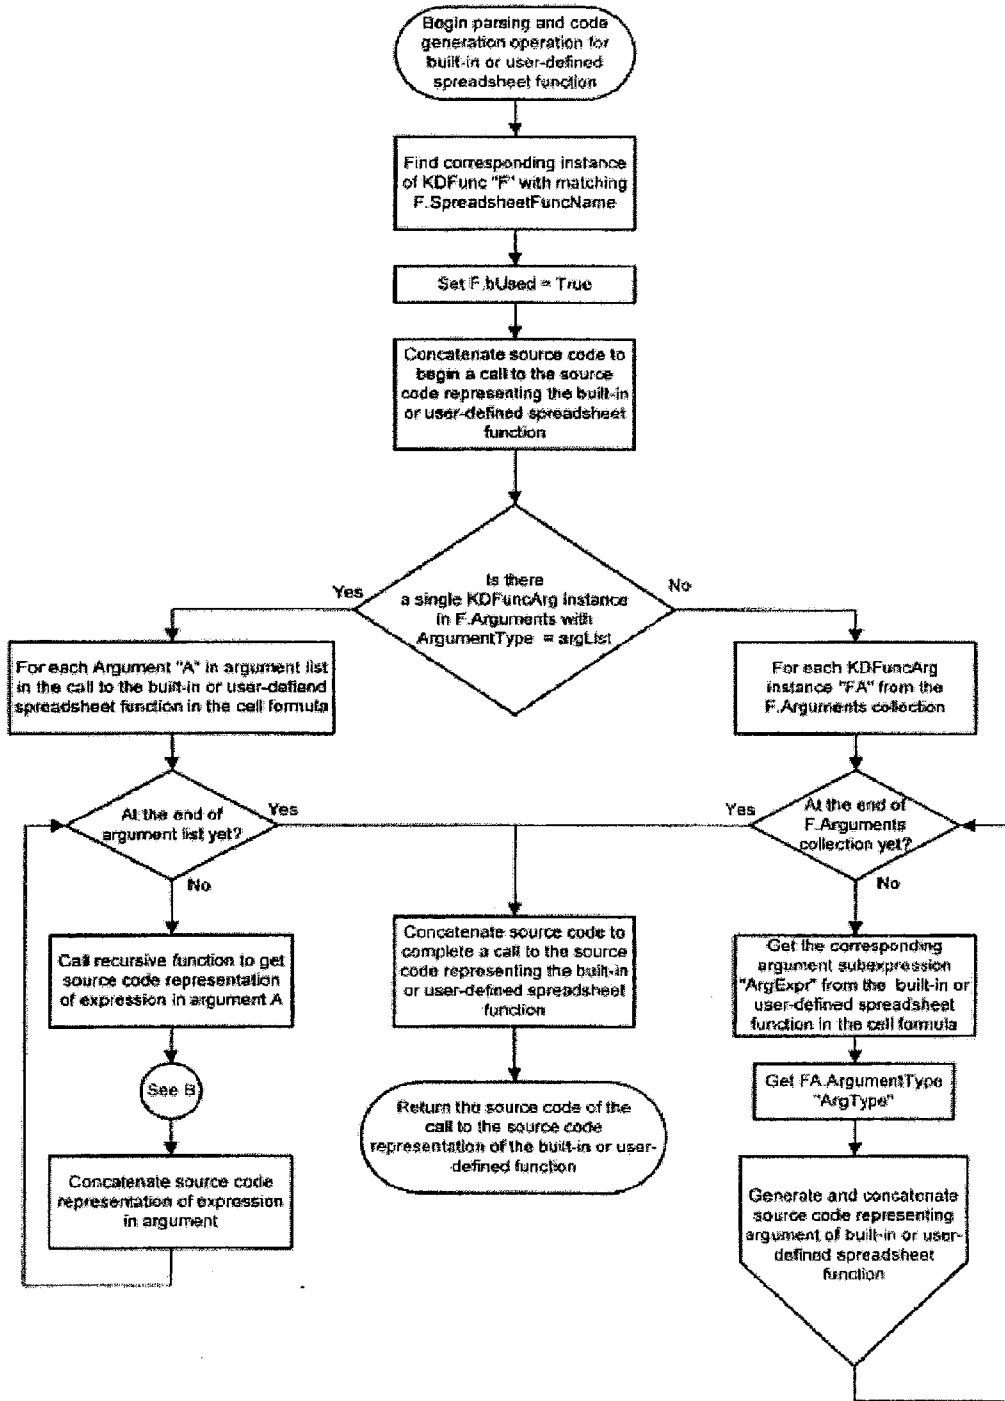 Begin parsing and code
generation operation for
built-in or user-defined
spreadsheet function
Find corresponding instance
of KDFunc "F" with matching
F.SpreadsheetFuncName
Set F.bUsed = True
Concatenate source code to
begin a call to the source
code representing the built-in
or user-defined spreadsheet
function
Is there
a single KDFuncArg instance
in F.Arguments with
ArgumentType = argList
Yes
No
For each Argument "A" in argument list
in the call to the built-in or user-defiend
spreadsheet function in the cell formula
For each KDFuncArg
instance "FA" from the
F.Arguments collection
At the end of
argument list yet?
Yes
No
Yes
At the end of
F.Arguments
collection yet?
No
Call recursive function to get
source code representation
of expression in argument A
See B
Concatenate source code
representation of expression
in argument
Concatenate source code to
complete a call to the source
code representing the built-in
or user-defined spreadsheet
function
Return the source code of the
call to the source code
representation of the built-in or user-
defined function
Get the corresponding
argument subexpression
"ArgExpr" from the built-in or
user-defined spreadsheet
function in the cell formula
Get FA.ArgumentType
"ArgType"
Generate and concatenate
source code representing
argument of built-in or user-
defined spreadsheet
function